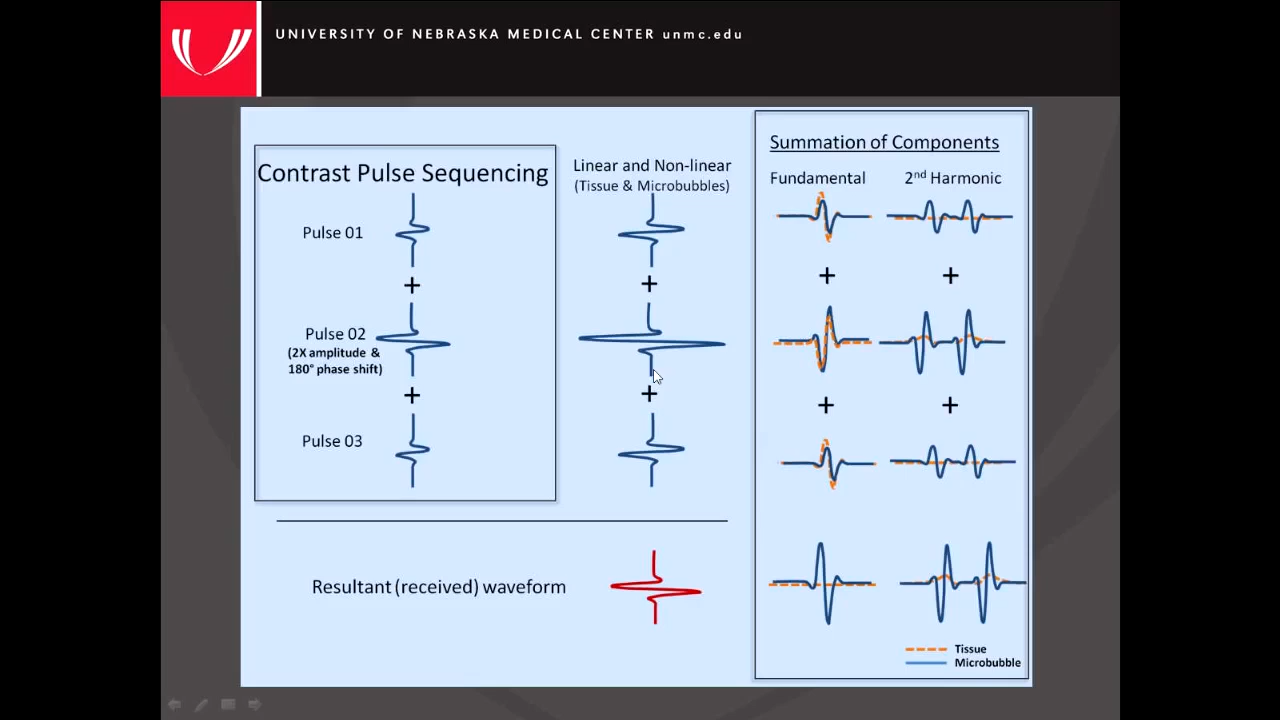 UNIVERSITY OF NEBRASKA MEDICAL CENTER unmc.edu
Contrast Pulse Sequencing
Pulse 01
+
Pulse 02
(2X amplitude &
180° phase shift)
+
Pulse 03
Linear and Non-linear
(Tissue & Microbubbles)
+
+
Resultant (received) waveform
Summation of Components
Fundamental 2nd Harmonic
+ +
+ +
Tissue
Microbubble